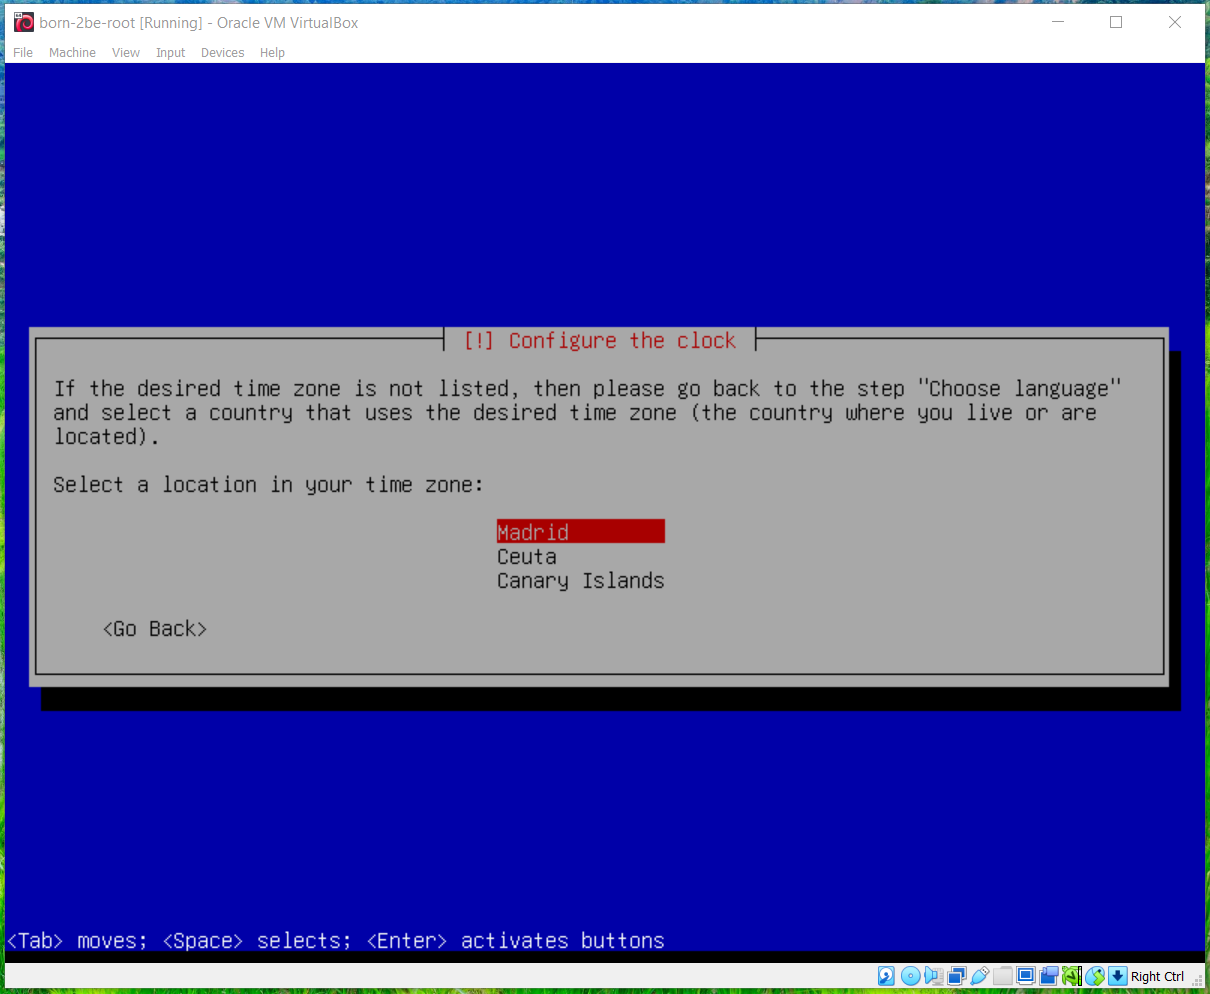 born-2be-root [Running] - Oracle VM VirtualBox
File Machine View Input Devices Help
[!] Configure the clock
If the desired time zone is not listed, then please go back to the step "Choose language"
and select a country that uses the desired time zone (the country where you live or are
located).
Select a location in your time zone:
Madrid
Ceuta
Canary Islands
<Go Back>
<Tab> moves; <Space> selects; <Enter> activates buttons
Right Ctrl